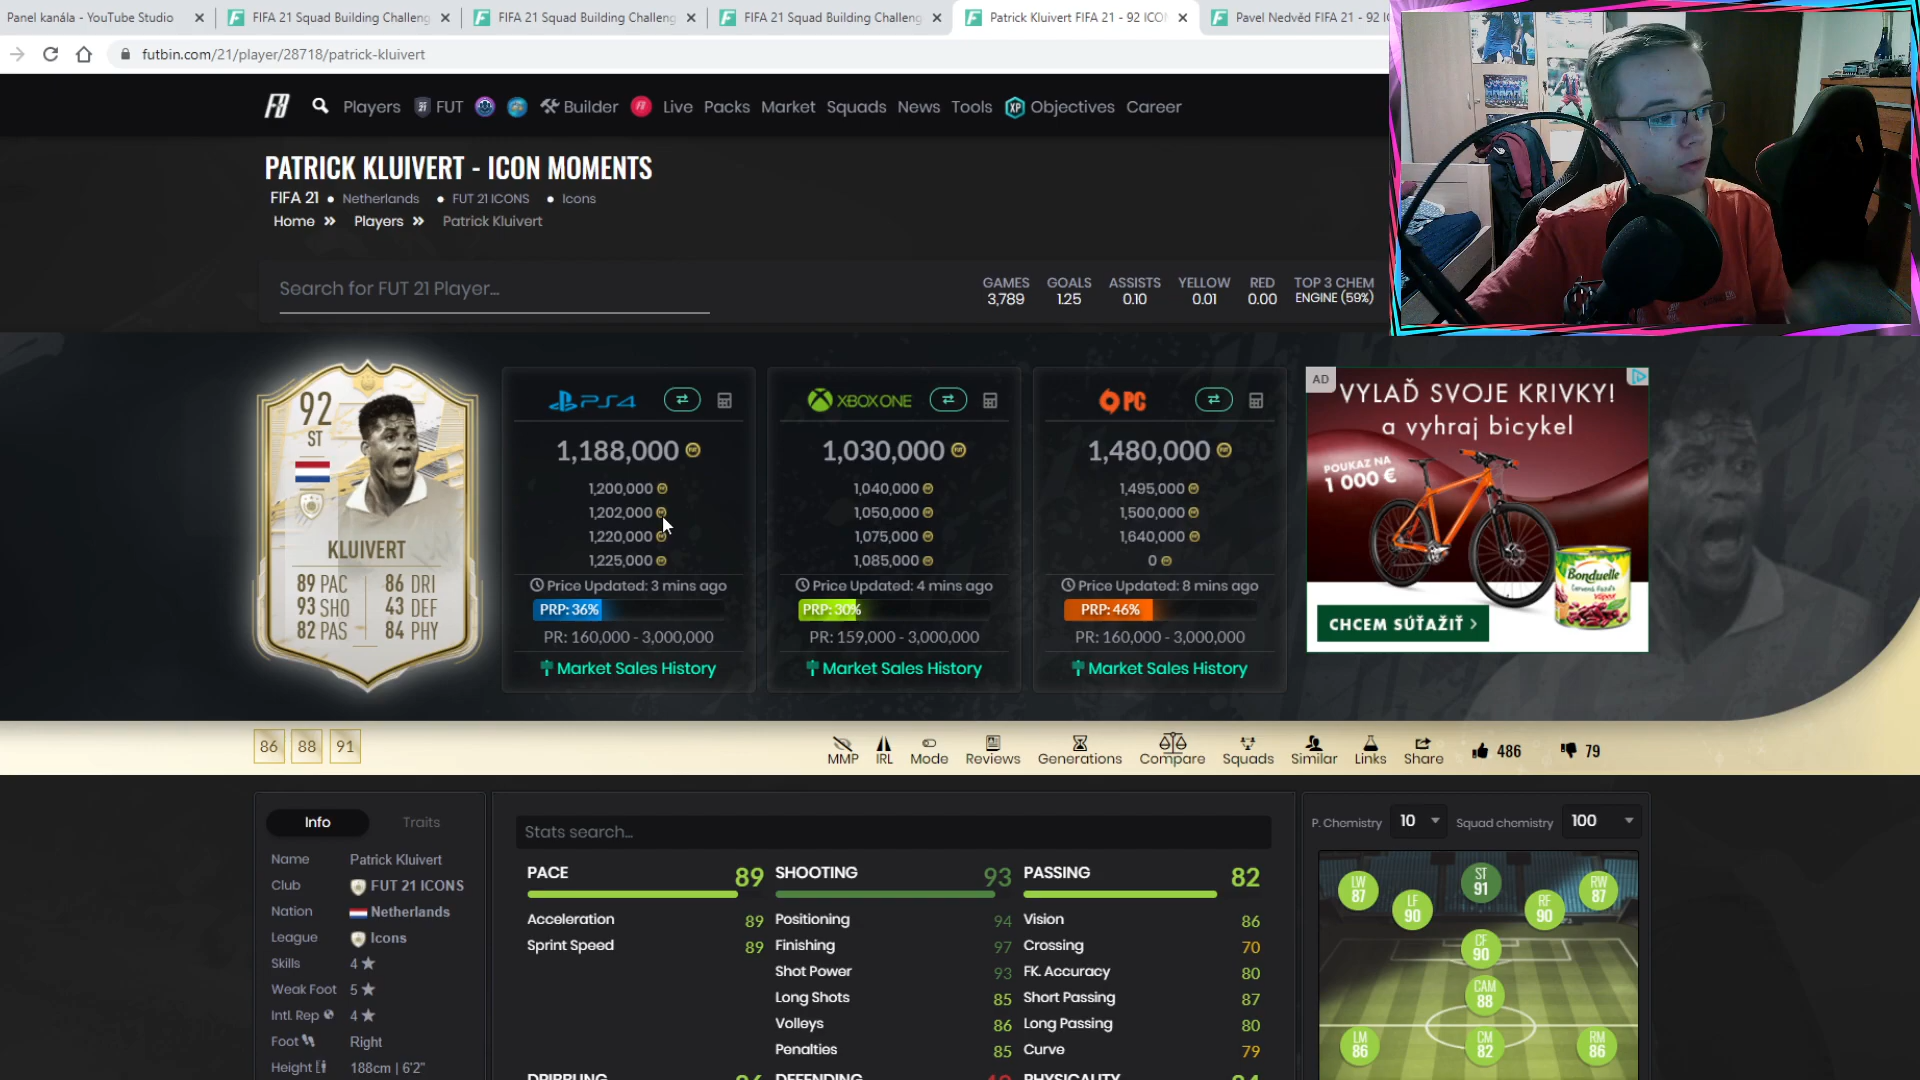 Panel kanála - YouTube Studio
FIFA 21 Squad Building Challeng
FIFA 21 Squad Building Challeng
FIFA 21 Squad Building Challeng
Patrick Kluivert FIFA 21 - 92 ICON
Pavel Nedvěd FIFA 21 - 92 I
futbin.com/21/player/28718/patrick-kluivert
Players FUT Builder Live Packs Market Squads News Tools XP Objectives Career
PATRICK KLUIVERT - ICON MOMENTS
FIFA 21 • Netherlands • FUT 21 ICONS • Icons
Home » Players » Patrick Kluivert
Search for FUT 21 Player...
GAMES GOALS ASSISTS YELLOW RED TOP 3 CHEM
3,789 1.25 0.10 0.01 0.00 ENGINE (59%)
92
ST
KLUIVERT
89 PAC 86 DRI
93 SHO 43 DEF
82 PAS 84 PHY
PS4
1,188,000
1,200,000
1,202,000
1,220,000
1,225,000
Price Updated: 3 mins ago
PRP: 36%
PR: 160,000 - 3,000,000
Market Sales History
XBOX ONE
1,030,000
1,040,000
1,050,000
1,075,000
1,085,000
Price Updated: 4 mins ago
PRP: 30%
PR: 159,000 - 3,000,000
Market Sales History
PC
1,480,000
1,495,000
1,500,000
1,640,000
0
Price Updated: 8 mins ago
PRP: 46%
PR: 160,000 - 3,000,000
Market Sales History
AD
VYLAĎ SVOJE KRIVKY!
a vyhraj bicykel
POUKAZ NA
1 000 €
Bonduelle
CHCEM SÚŤAŽIŤ >
86 88 91
MMP IRL Mode Reviews Generations Compare Squads Similar Links Share 486 79
Info Traits
Name Patrick Kluivert
Club FUT 21 ICONS
Nation Netherlands
League Icons
Skills 4
Weak Foot 5
Intl. Rep 4
Foot Right
Height 188cm | 6'2"
Stats search...
PACE 89
Acceleration 89
Sprint Speed 89
SHOOTING 93
Positioning 94
Finishing 97
Shot Power 93
Long Shots 85
Volleys 86
Penalties 85
PASSING 82
Vision 86
Crossing 70
FK. Accuracy 80
Short Passing 87
Long Passing 80
Curve 79
DRIBBLING
DEFENDING
PHYSICALITY
P. Chemistry 10 Squad chemistry 100
LW 87
ST 91
RW 87
LF 90
RF 90
CF 90
CAM 88
LM 86
CM 82
RM 86